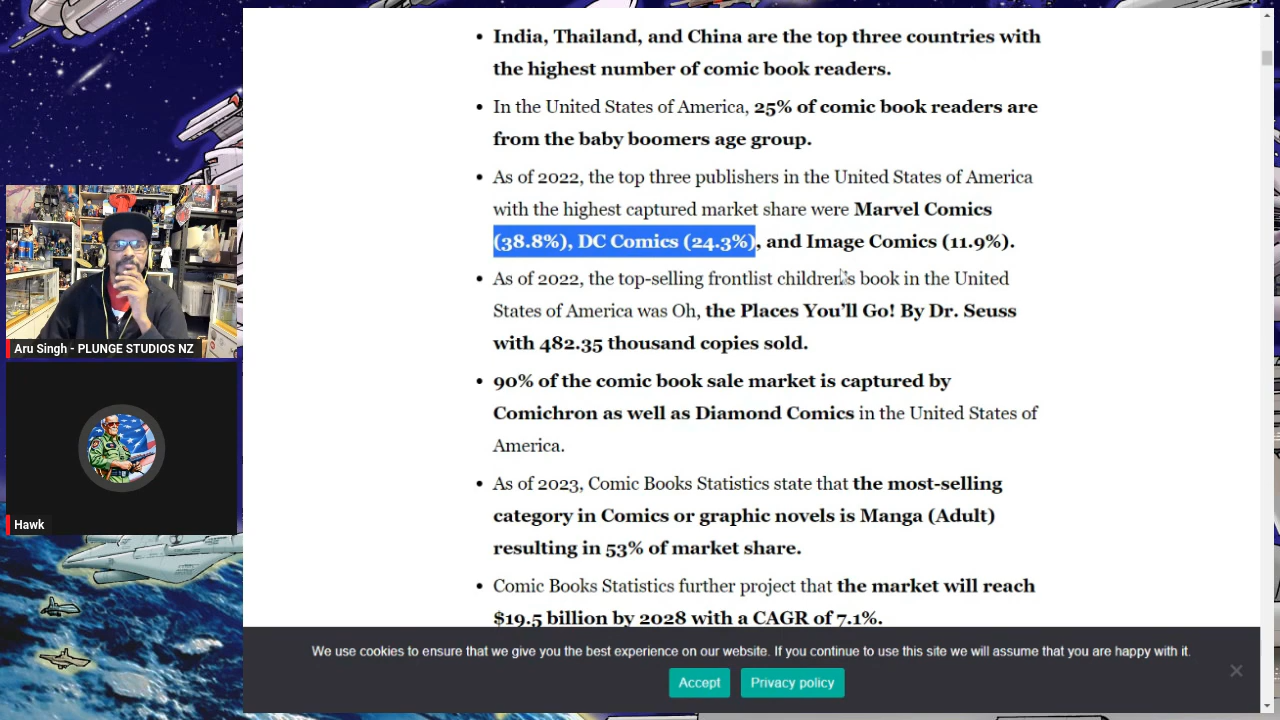 India, Thailand, and China are the top three countries with
the highest number of comic book readers.
In the United States of America, 25% of comic book readers are
from the baby boomers age group.
As of 2022, the top three publishers in the United States of America
with the highest captured market share were Marvel Comics
(38.8%), DC Comics (24.3%), and Image Comics (11.9%).
As of 2022, the top-selling frontlist children's book in the United
States of America was Oh, the Places You'll Go! By Dr. Seuss
with 482.35 thousand copies sold.
90% of the comic book sale market is captured by
Comichron as well as Diamond Comics in the United States of
America.
As of 2023, Comic Books Statistics state that the most-selling
category in Comics or graphic novels is Manga (Adult)
resulting in 53% of market share.
Comic Books Statistics further project that the market will reach
$19.5 billion by 2028 with a CAGR of 7.1%.
We use cookies to ensure that we give you the best experience on our website. If you continue to use this site we will assume that you are happy with it.
Accept
Privacy policy
Aru Singh - PLUNGE STUDIOS NZ
Hawk